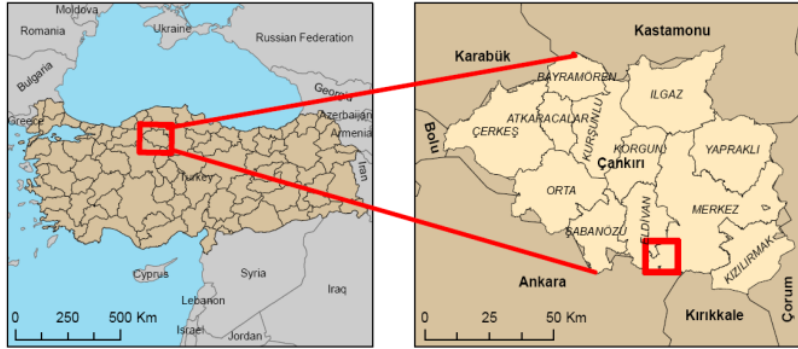 Moldova
Ukraine
Romania
Russian Federation
Bulgaria
Georgia
Greece
Azerbaijan
Armenia
Iran
Turkey
Cyprus
Syria
Iraq
Lebanon
Israel
Jordan
0 250 500 Km
Kastamonu
Karabük
BAYRAMÖREN
ILGAZ
ATKARACALAR
KURŞUNLU
ÇERKEŞ
Bolu
KORGUN
YAPRAKLI
Çankırı
ORTA
MERKEZ
ELDİVAN
ŞABANÖZÜ
KIZILIRMAK
Ankara
Çorum
Kırıkkale
0 25 50 Km